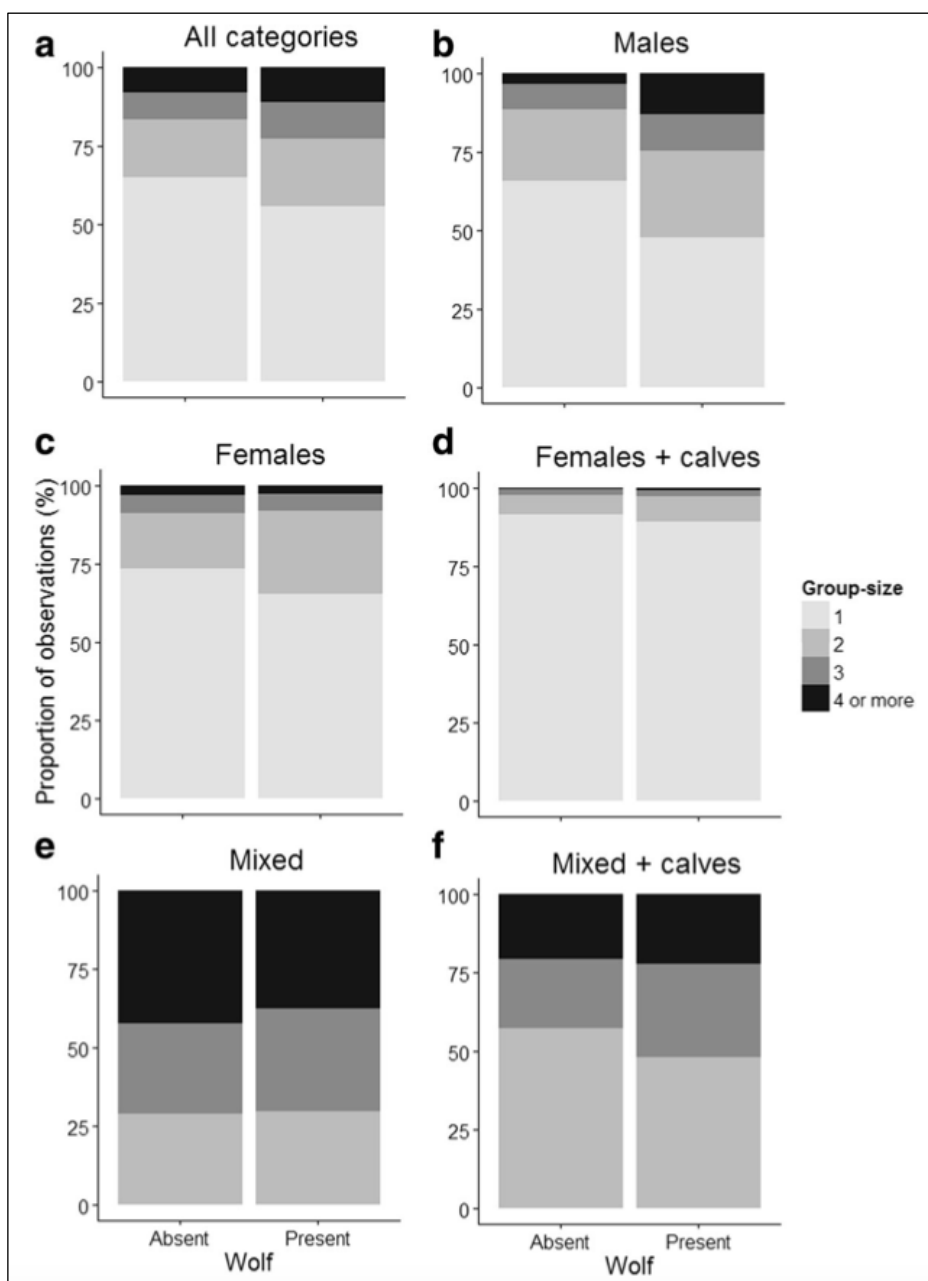 a All categories
100
75
50
25
0
b Males
100
75
50
25
0
Proportion of observations (%)
c Females
100
75
50
25
0
d Females + calves
100
75
50
25
0
Group-size
1
2
3
4 or more
e Mixed
100
75
50
25
0
Absent Present
Wolf
f Mixed + calves
100
75
50
25
0
Absent Present
Wolf